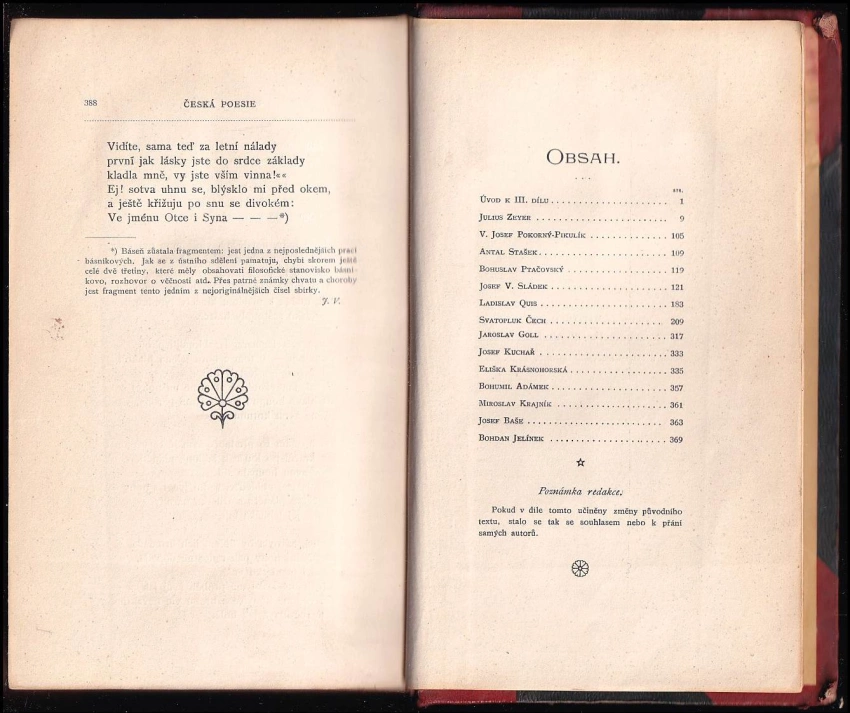 388
ČESKÁ POESIE
Vidíte, sama teď za letní nálady
první jak lásky jste do srdce základy
kladla mně, vy jste vším vinna!««
Ej! sotva uhnu se, blýsklo mi před okem,
a ještě křižuju po snu se divokém:
Ve jménu Otce i Syna — — —*)
*) Báseň zůstala fragmentem: jest jedna z nejposlednějších prací
básníkových. Jak se z ústního sdělení pamatuju, chybí skorem ještě
celé dvě třetiny, které měly obsahovati filosofické stanovisko básní-
kovo, rozhovor o věčnosti atd. Přes patrné známky chvatu a choroby
jest fragment tento jedním z nejoriginálnějších čísel sbírky.
J. V.
OBSAH.
STR.
ÚVOD K III. DÍLU 1
JULIUS ZEYER 9
V. JOSEF POKORNÝ-PIKULÍK 105
ANTAL STAŠEK 109
BOHUSLAV PTAČOVSKÝ 119
JOSEF V. SLÁDEK 121
LADISLAV QUIS 183
SVATOPLUK ČECH 209
JAROSLAV GOLL 317
JOSEF KUCHAŘ 333
ELIŠKA KRÁSNOHORSKÁ 335
BOHUMIL ADÁMEK 357
MIROSLAV KRAJNÍK 361
JOSEF BAŠE 363
BOHDAN JELÍNEK 369
Poznámka redakce.
Pokud v díle tomto učiněny změny původního
textu, stalo se tak se souhlasem nebo k přání
samých autorů.